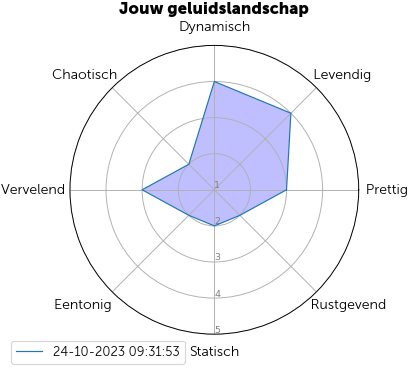 Jouw geluidslandschap
Dynamisch
Chaotisch
Levendig
Vervelend
1
Prettig
2
3
Eentonig
4
Rustgevend
5
24-10-2023 09:31:53
Statisch